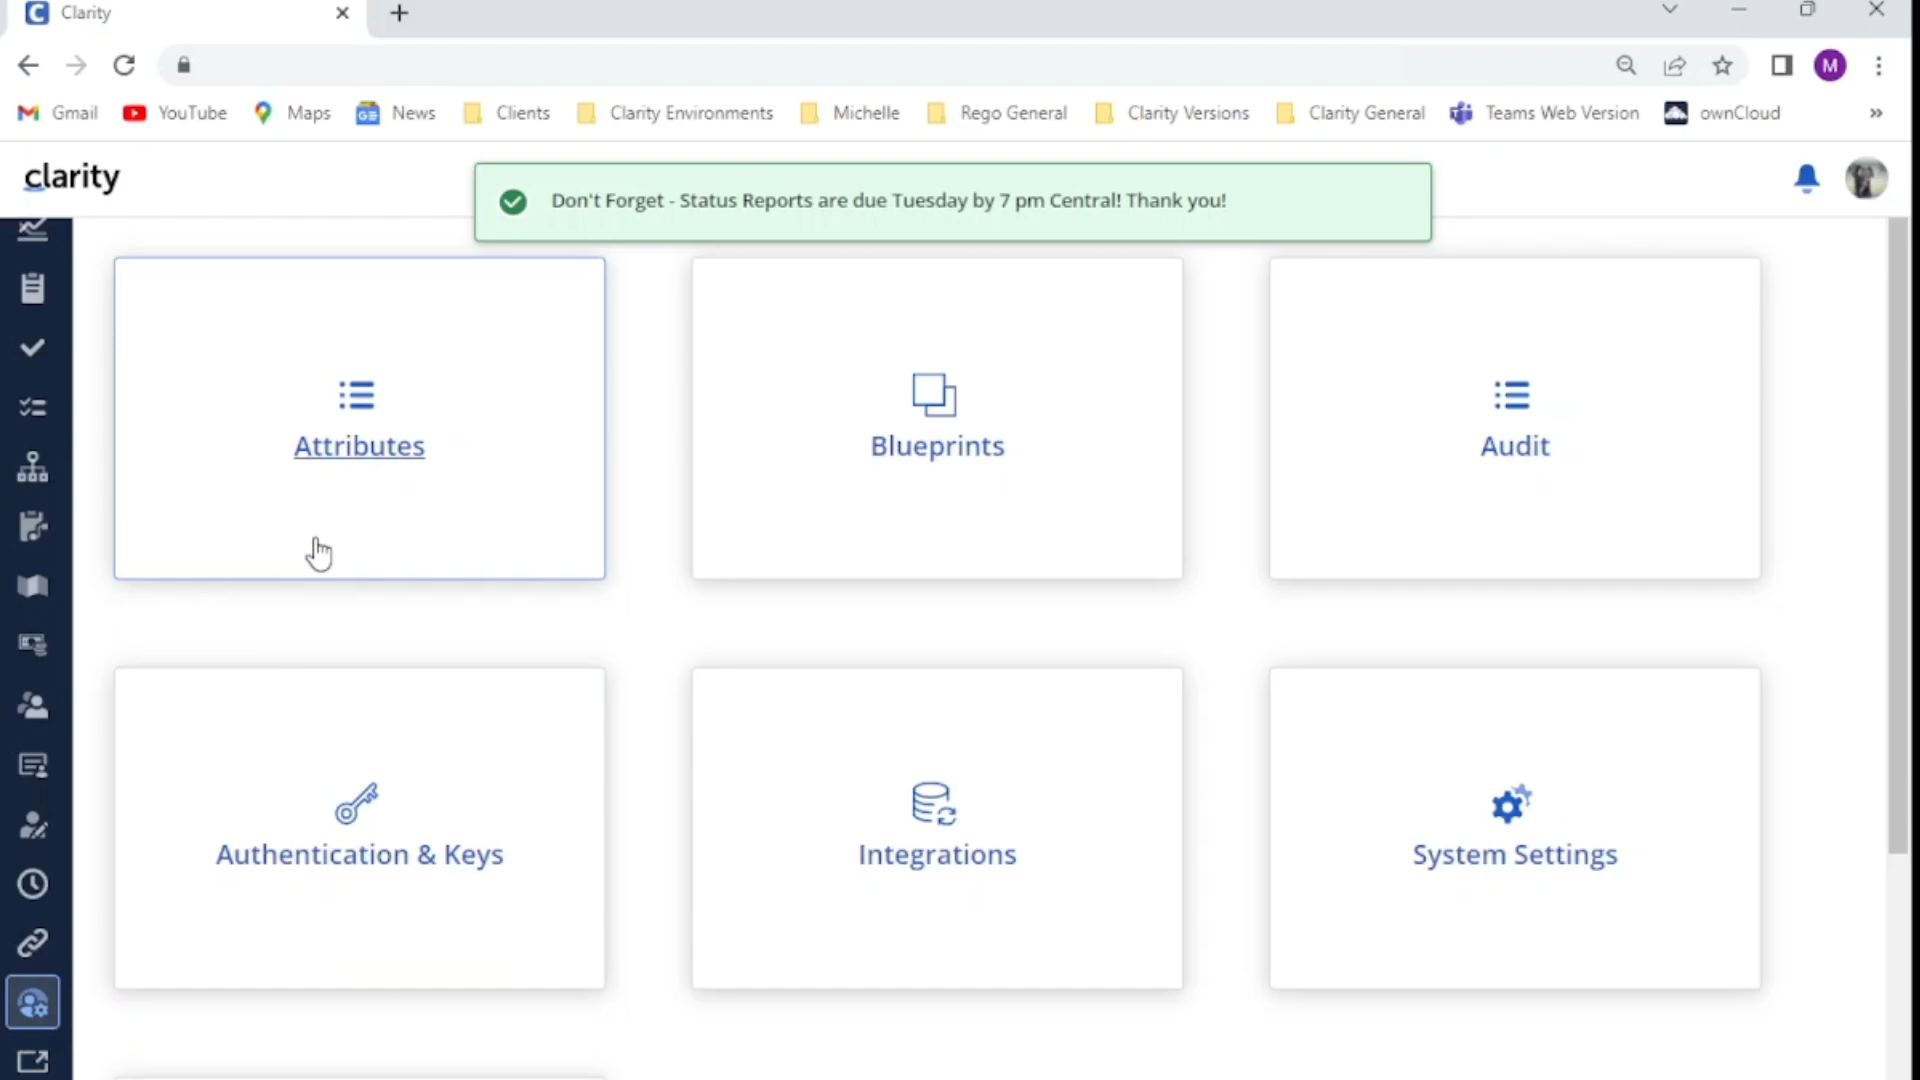 Clarity
M
Gmail
YouTube
Maps
News
Clients
Clarity Environments
Michelle
Rego General
Clarity Versions
Clarity General
Teams Web Version
ownCloud
»
clarity
Don't Forget - Status Reports are due Tuesday by 7 pm Central! Thank you!
Attributes
Blueprints
Audit
Authentication & Keys
Integrations
System Settings